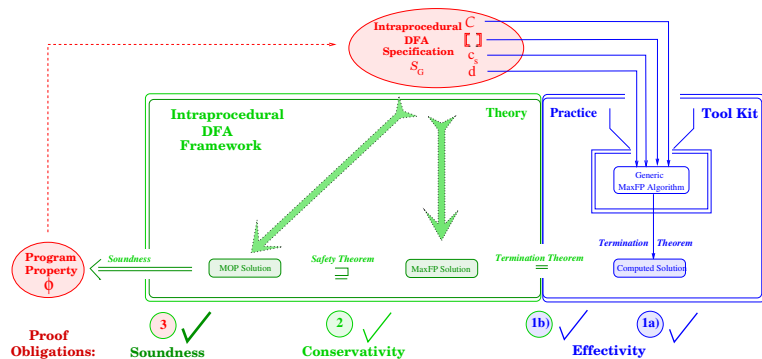 Intraprocedural
DFA
Specification
S_G
C
⟦ ⟧
c_s
d
Intraprocedural
DFA
Framework
Theory
Practice
Tool Kit
Generic
MaxFP Algorithm
Termination Theorem
Computed Solution
Program
Property
ϕ
Soundness
MOP Solution
Safety Theorem
⊒
MaxFP Solution
Termination Theorem
=
Proof
Obligations:
3
Soundness
2
Conservativity
1b)
1a)
Effectivity